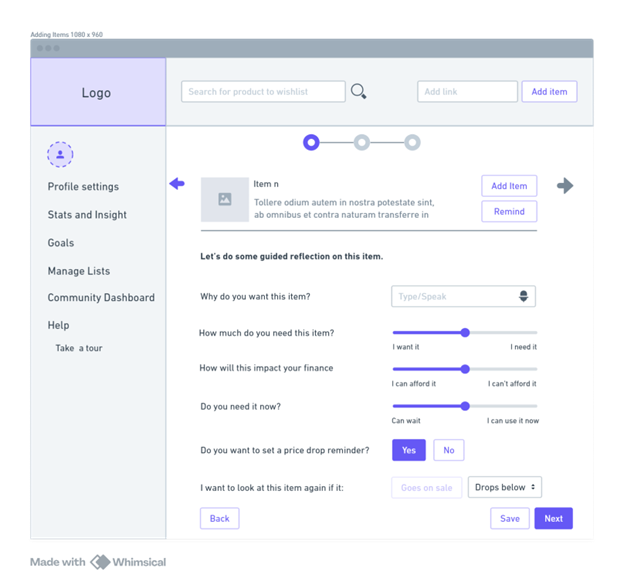 Adding Items 1080 x 960
Logo
Search for product to wishlist
Add link
Add item
Profile settings
Stats and Insight
Goals
Manage Lists
Community Dashboard
Help
Take a tour
Item n
Tollere odium autem in nostra potestate sint,
ab omnibus et contra naturam transferre in
Add Item
Remind
Let's do some guided reflection on this item.
Why do you want this item?
Type/Speak
How much do you need this item?
I want it
I need it
How will this impact your finance
I can afford it
I can't afford it
Do you need it now?
Can wait
I can use it now
Do you want to set a price drop reminder?
Yes
No
I want to look at this item again if it:
Goes on sale
Drops below
Back
Save
Next
Made with Whimsical